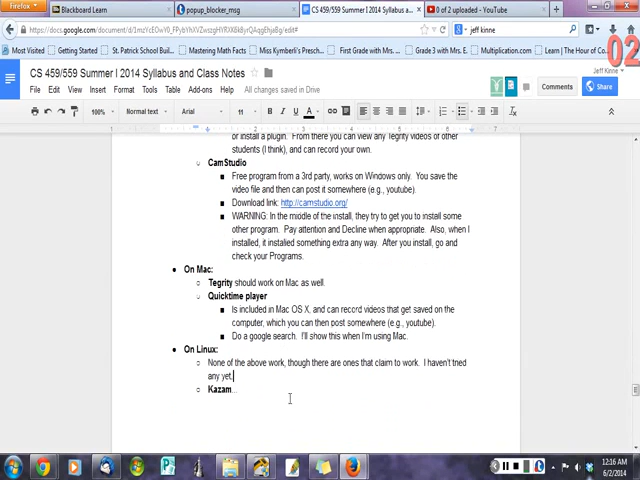 Firefox
Blackboard Learn
popup_blocker_msg
CS 459/559 Summer I 2014 Syllabus a...
0 of 2 uploaded - YouTube
02
jeff kinne
Most Visited Getting Started St. Patrick School Buil... Mastering Math Facts Miss Kymberli's Presch... First Grade with Mrs. ... Grade 3 with Mrs. E. Multiplication.com Learn | The Hour of Co...
CS 459/559 Summer I 2014 Syllabus and Class Notes
Jeff Kinne
Comments
Share
File Edit View Insert Format Tools Table Add-ons Help All changes saved in Drive
100% Normal text Arial 11 B I U A
or install a plugin. From there you can view any Tegrity videos of other
students (I think), and can record your own.
CamStudio
Free program from a 3rd party, works on Windows only. You save the
video file and then can post it somewhere (e.g., youtube).
Download link: http://camstudio.org/
WARNING: In the middle of the install, they try to get you to install some
other program. Pay attention and Decline when appropriate. Also, when I
installed, it installed something extra any way. After you install, go and
check your Programs.
On Mac:
Tegrity should work on Mac as well.
Quicktime player
Is included in Mac OS X, and can record videos that get saved on the
computer, which you can then post somewhere (e.g., youtube).
Do a google search. I'll show this when I'm using Mac.
On Linux:
None of the above work, though there are ones that claim to work. I haven't tried
any yet.
Kazam...
12:16 AM
6/2/2014